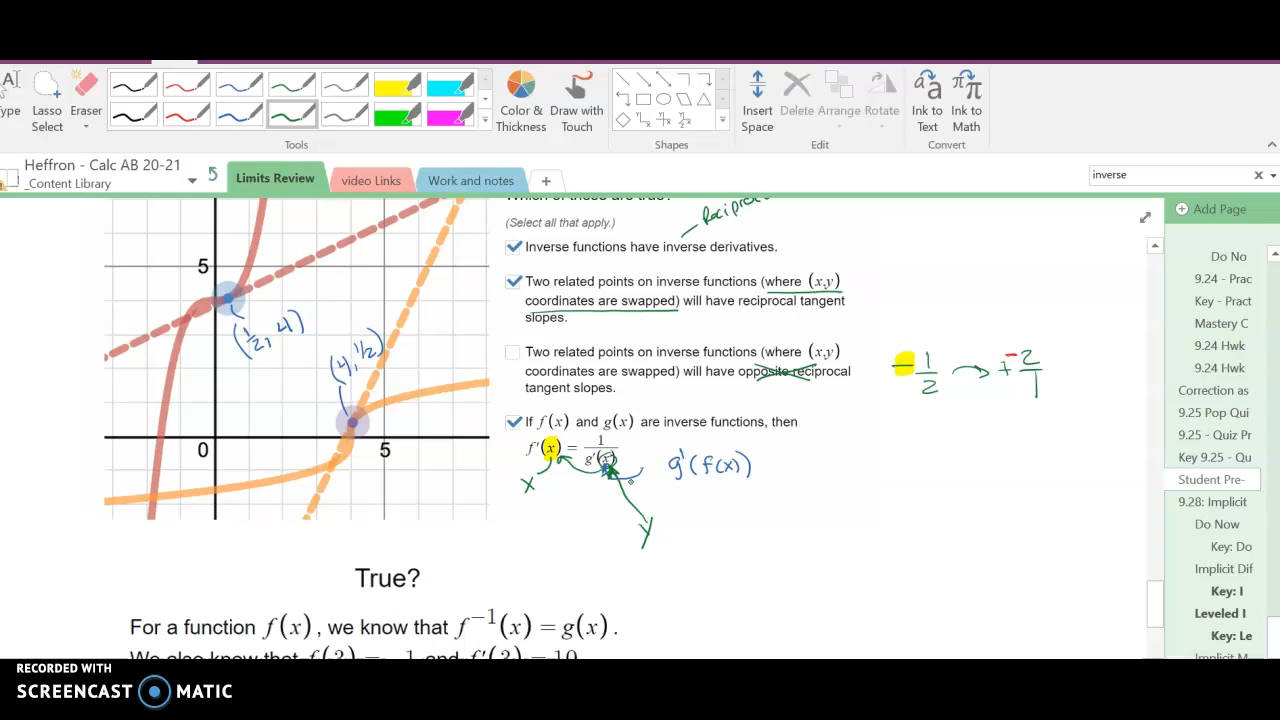 Type
Lasso
Select
Eraser
Color &
Thickness
Draw with
Touch
Insert
Space
Delete
Arrange
Rotate
Ink to
Text
Ink to
Math
Tools
Shapes
Edit
Convert
Heffron - Calc AB 20-21
_Content Library
Limits Review
video Links
Work and notes
+
inverse
Add Page
(Select all that apply.)
Inverse functions have inverse derivatives.
Two related points on inverse functions (where (x,y)
coordinates are swapped) will have reciprocal tangent
slopes.
Two related points on inverse functions (where (x,y)
coordinates are swapped) will have opposite reciprocal
tangent slopes.
If f(x) and g(x) are inverse functions, then
f'(x) = 1/g'(x)
g'(f(x))
x
y
- 1/2 → + 2/1
5
0
5
(1/2, 4)
(4, 1/2)
True?
For a function f(x), we know that f⁻¹(x) = g(x).
Do No
9.24 - Prac
Key - Pract
Mastery C
9.24 Hwk
9.24 Hwk
Correction as
9.25 Pop Qui
9.25 - Quiz Pr
Key 9.25 - Qu
Student Pre-
9.28: Implicit
Do Now
Key: Do
Implicit Dif
Key: I
Leveled I
Key: Le
RECORDED WITH
SCREENCAST MATIC